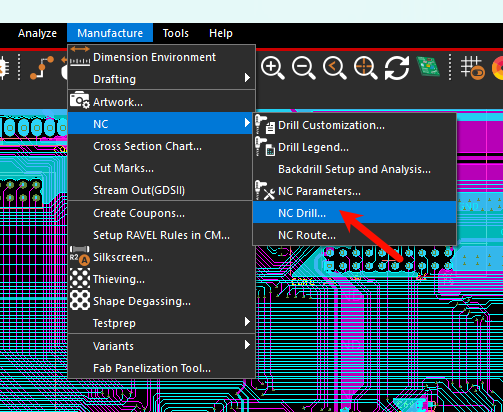 Analyze Manufacture Tools Help
Dimension Environment
Drafting
Artwork...
NC
Cross Section Chart...
Cut Marks...
Stream Out(GDSII)
Create Coupons...
Setup RAVEL Rules in CM...
Silkscreen...
Thieving...
Shape Degassing...
Testprep
Variants
Fab Panelization Tool...
Drill Customization...
Drill Legend...
Backdrill Setup and Analysis...
NC Parameters...
NC Drill...
NC Route...